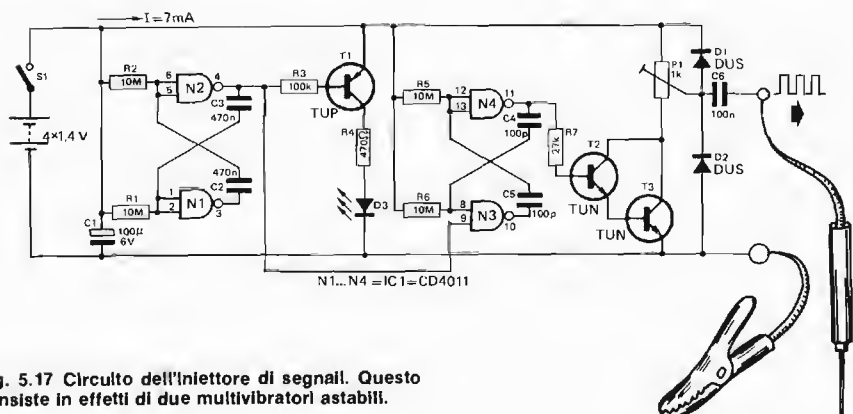 I=7mA
S1
4×1,4 V
R2
10M
6
5
N2
4
C3
470n
470n
C2
R1
10M
1
2
N1
3
C1
100µ
6V
R3
100k
T1
TUP
R4
470Ω
D3
R5
10M
12
13
N4
11
C4
100p
R7
27k
R6
10M
8
9
N3
10
C5
100p
T2
TUN
T3
TUN
P1
1k
D1
DUS
C6
100n
D2
DUS
N1...N4 =IC1=CD4011
g. 5.17 Circuito dell'iniettore di segnali. Questo
nsiste in effetti di due multivibratori astabili.